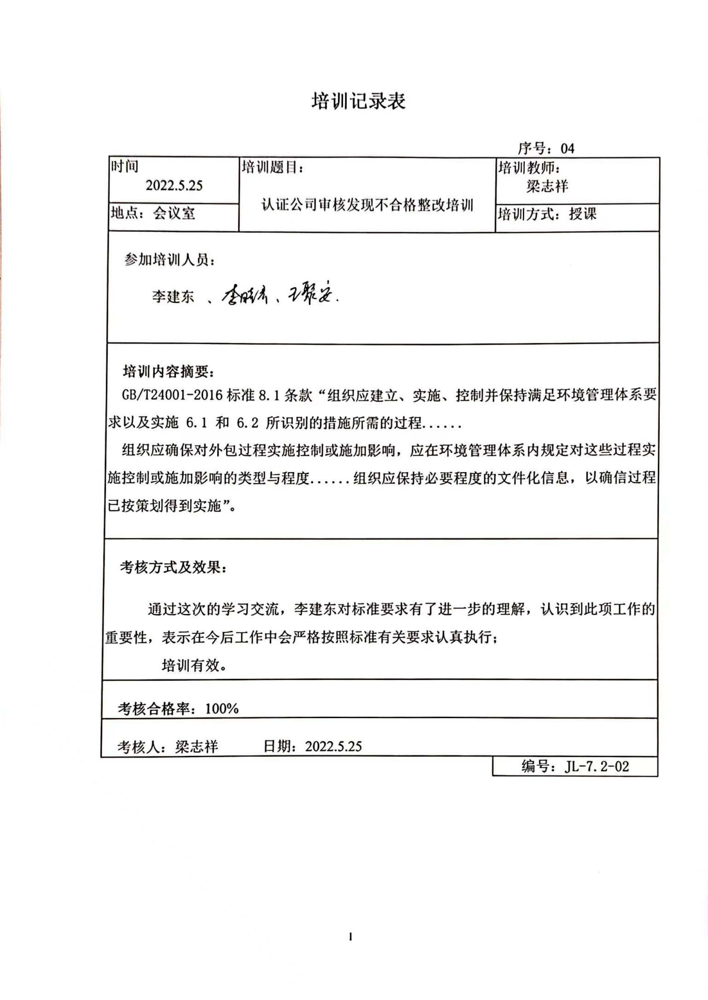 培训记录表
序号：04
时间
2022.5.25
培训题目：
认证公司审核发现不合格整改培训
培训教师：
梁志祥
地点：会议室
培训方式：授课
参加培训人员：
李建东 、李晓彦、王聚安.
培训内容摘要：
GB/T24001-2016 标准 8.1 条款“组织应建立、实施、控制并保持满足环境管理体系要
求以及实施 6.1 和 6.2 所识别的措施所需的过程......
组织应确保对外包过程实施控制或施加影响，应在环境管理体系内规定对这些过程实
施控制或施加影响的类型与程度......组织应保持必要程度的文件化信息，以确信过程
已按策划得到实施”。
考核方式及效果：
通过这次的学习交流，李建东对标准要求有了进一步的理解，认识到此项工作的
重要性，表示在今后工作中会严格按照标准有关要求认真执行；
培训有效。
考核合格率：100%
考核人：梁志祥 日期：2022.5.25
编号：JL-7.2-02
1